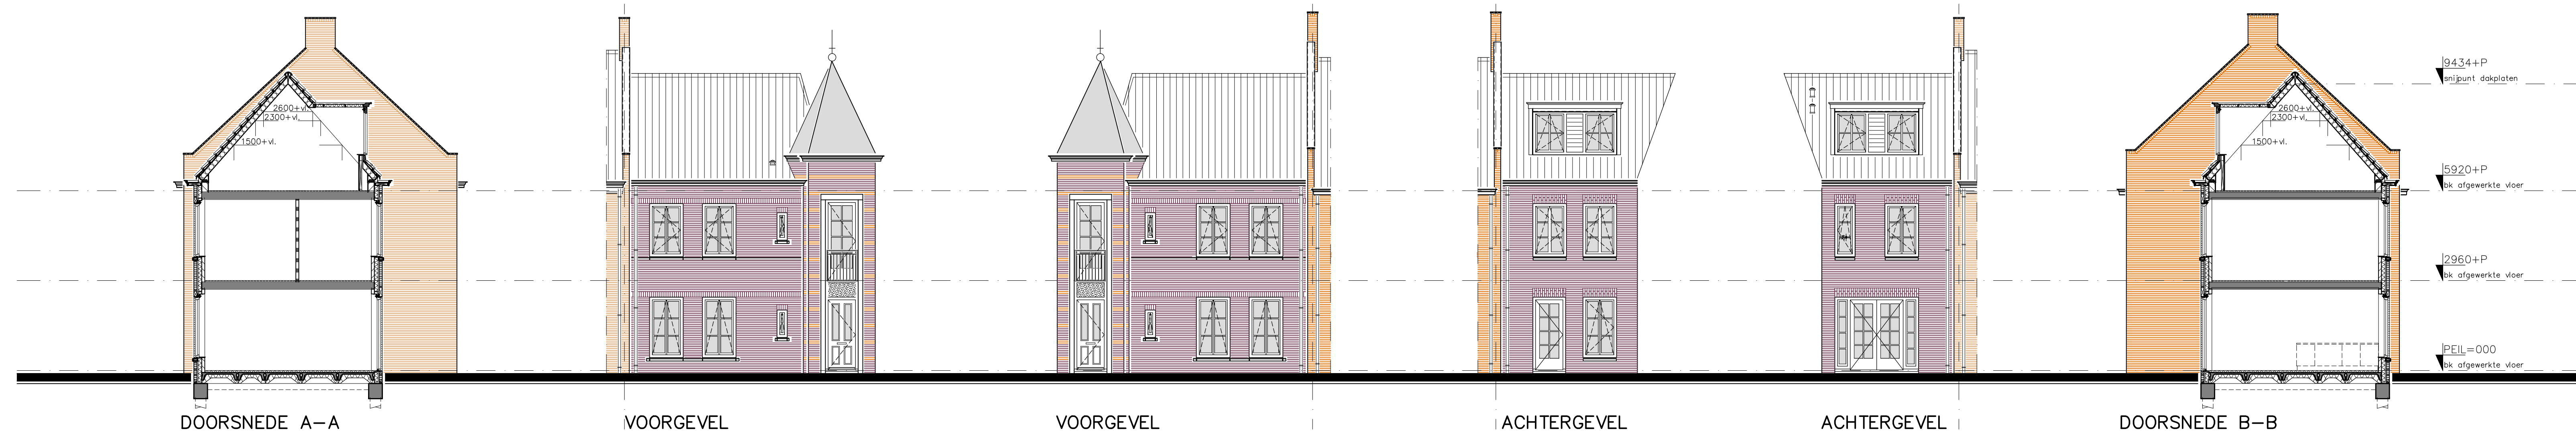 2600+vl.
2300+vl.
1500+vl.
2600+vl.
2300+vl.
1500+vl.
9434+P
snijpunt dakplaten
5920+P
bk afgewerkte vloer
2960+P
bk afgewerkte vloer
PEIL=000
bk afgewerkte vloer
DOORSNEDE A-A
VOORGEVEL
VOORGEVEL
ACHTERGEVEL
ACHTERGEVEL
DOORSNEDE B-B